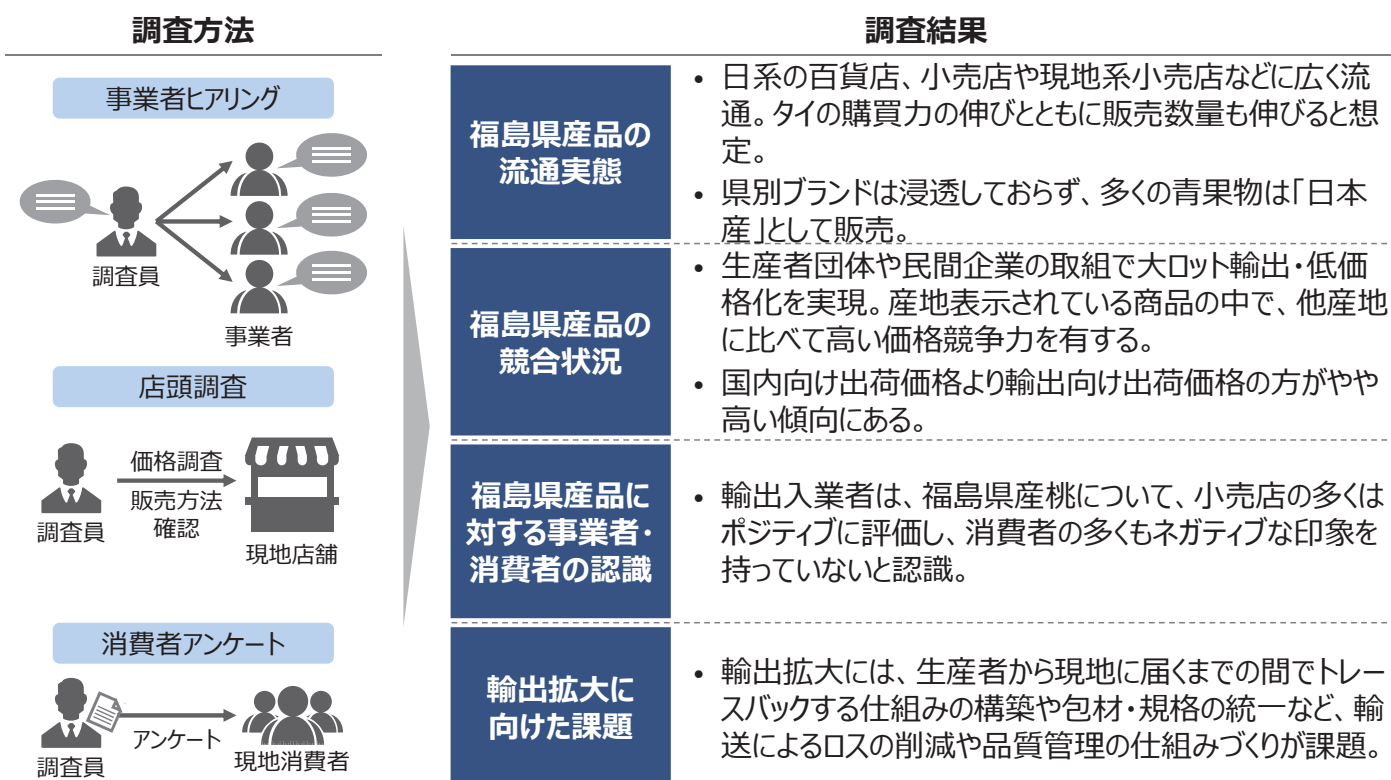 調査方法
事業者ヒアリング
調査員
事業者
店頭調査
価格調査
販売方法
確認
調査員
現地店舗
消費者アンケート
アンケート
調査員
現地消費者
調査結果
福島県産品の
流通実態
• 日系の百貨店、小売店や現地系小売店などに広く流
通。タイの購買力の伸びとともに販売数量も伸びると想
定。
• 県別ブランドは浸透しておらず、多くの青果物は「日本
産」として販売。
福島県産品の
競合状況
• 生産者団体や民間企業の取組で大ロット輸出・低価
格化を実現。産地表示されている商品の中で、他産地
に比べて高い価格競争力を有する。
• 国内向け出荷価格より輸出向け出荷価格の方がやや
高い傾向にある。
福島県産品に
対する事業者・
消費者の認識
• 輸出入業者は、福島県産桃について、小売店の多くは
ポジティブに評価し、消費者の多くもネガティブな印象を
持っていないと認識。
輸出拡大に
向けた課題
• 輸出拡大には、生産者から現地に届くまでの間でトレー
スバックする仕組みの構築や包材・規格の統一など、輸
送によるロスの削減や品質管理の仕組みづくりが課題。